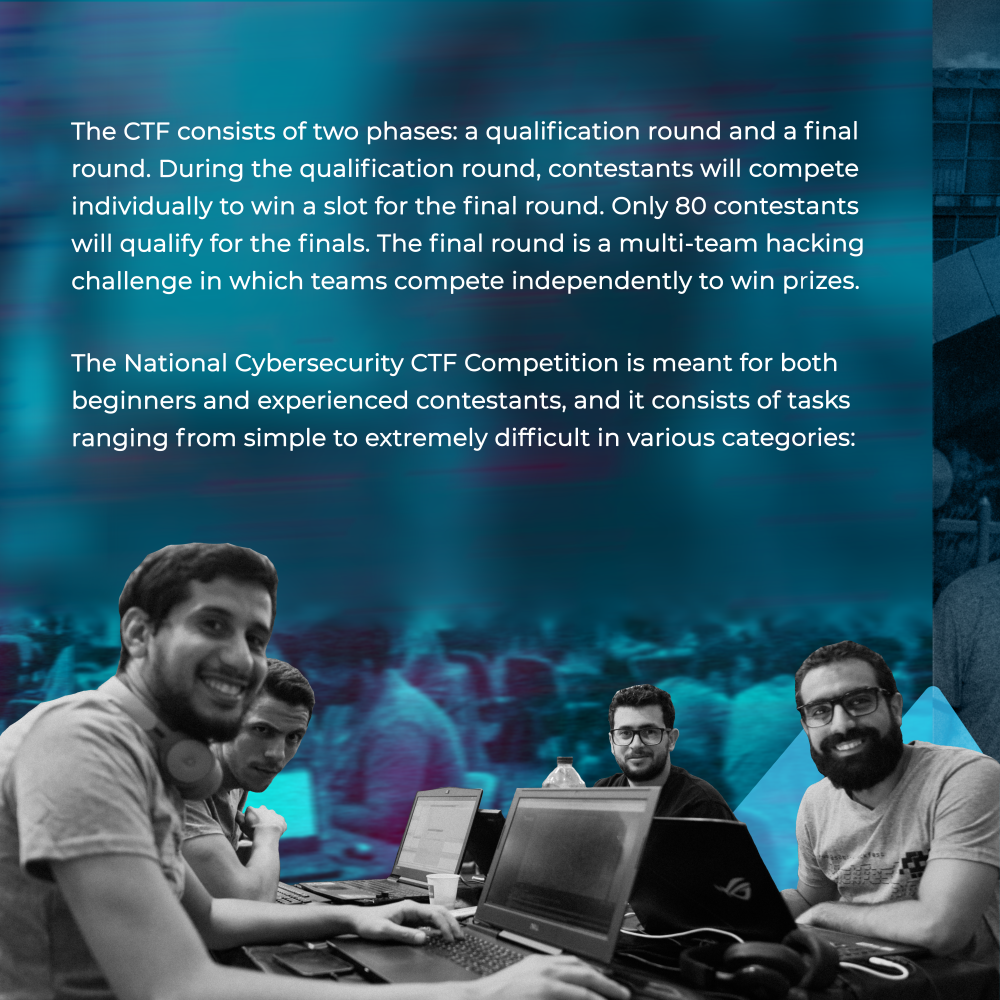 The CTF consists of two phases: a qualification round and a final
round. During the qualification round, contestants will compete
individually to win a slot for the final round. Only 80 contestants
will qualify for the finals. The final round is a multi-team hacking
challenge in which teams compete independently to win prizes.
The National Cybersecurity CTF Competition is meant for both
beginners and experienced contestants, and it consists of tasks
ranging from simple to extremely difficult in various categories: